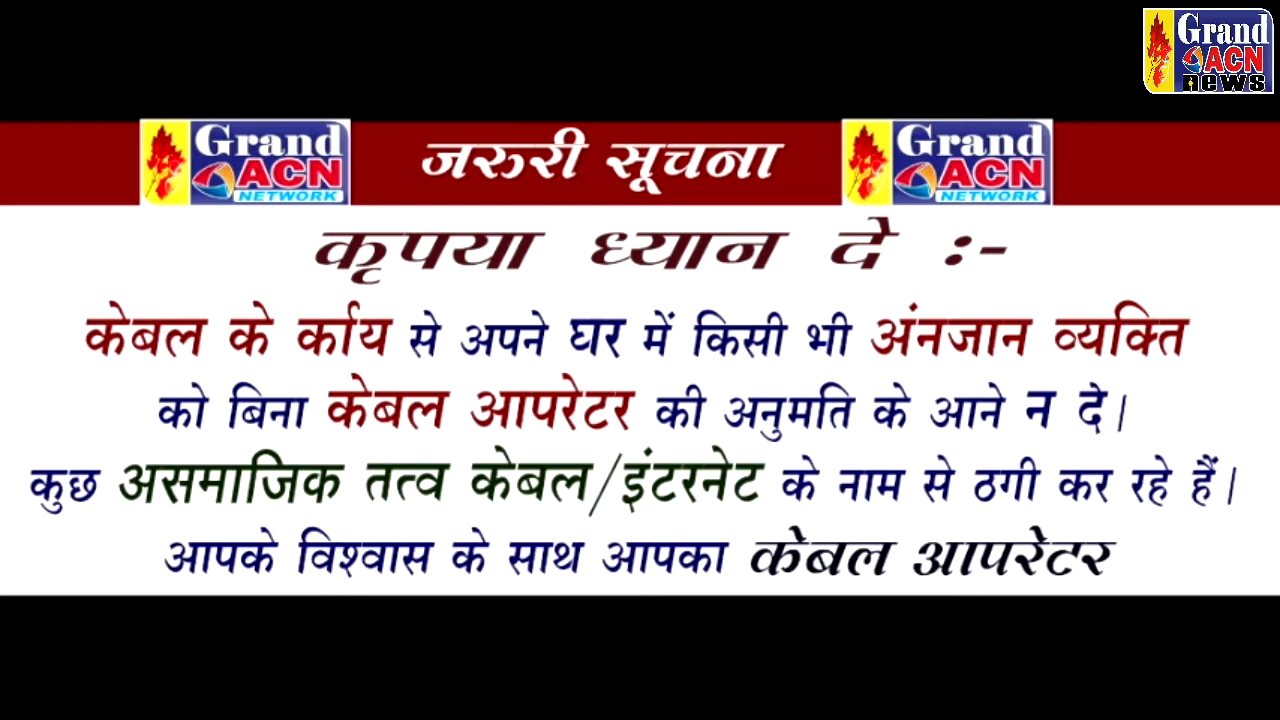 Grand
ACN
news
Grand
ACN
NETWORK
जरूरी सूचना
Grand
ACN
NETWORK
कृपया ध्यान दे :-
केबल के र्काय से अपने घर में किसी भी अंनजान व्यक्ति
को बिना केबल आपरेटर की अनुमति के आने न दे।
कुछ असमाजिक तत्व केबल/इंटरनेट के नाम से ठगी कर रहे हैं।
आपके विश्वास के साथ आपका केबल आपरेटर